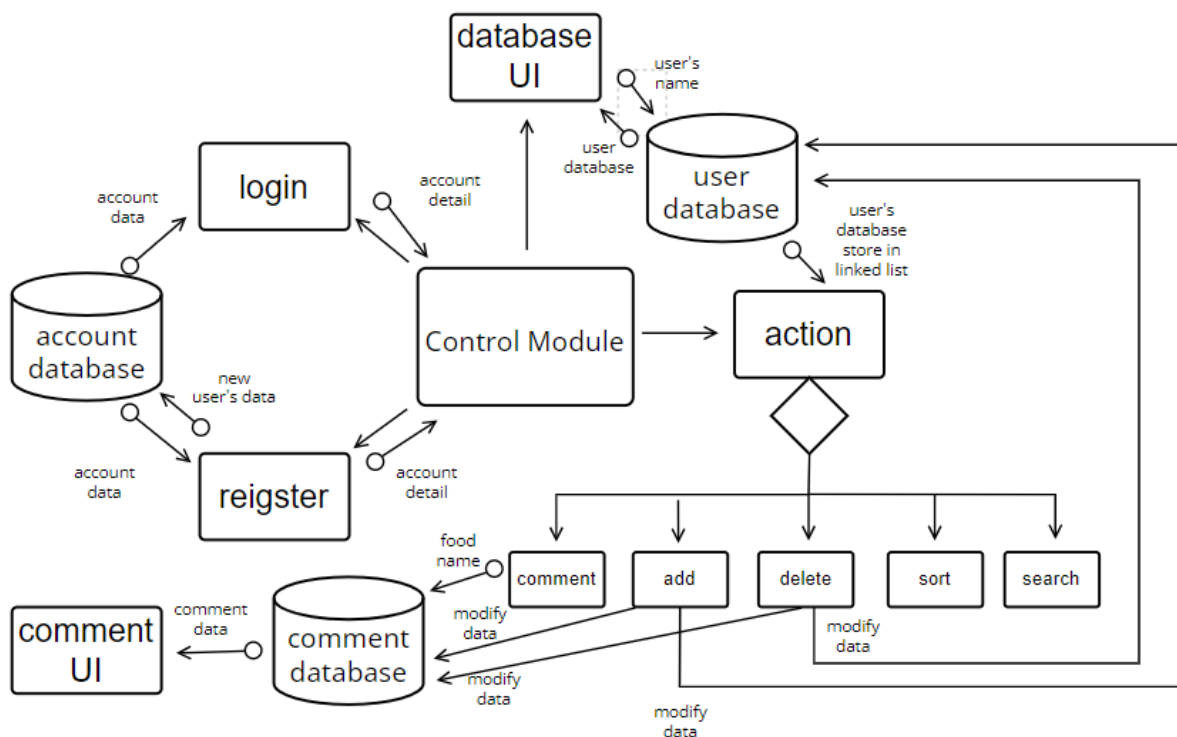 database
UI
user's
name
user
database
user
database
login
account
detail
account
data
user's
database
store in
linked list
account
database
Control Module
action
new
user's data
account
data
reigster
account
detail
food
name
comment
add
delete
sort
search
comment
data
comment
UI
comment
database
modify
data
modify
data
modify
data
modify
data